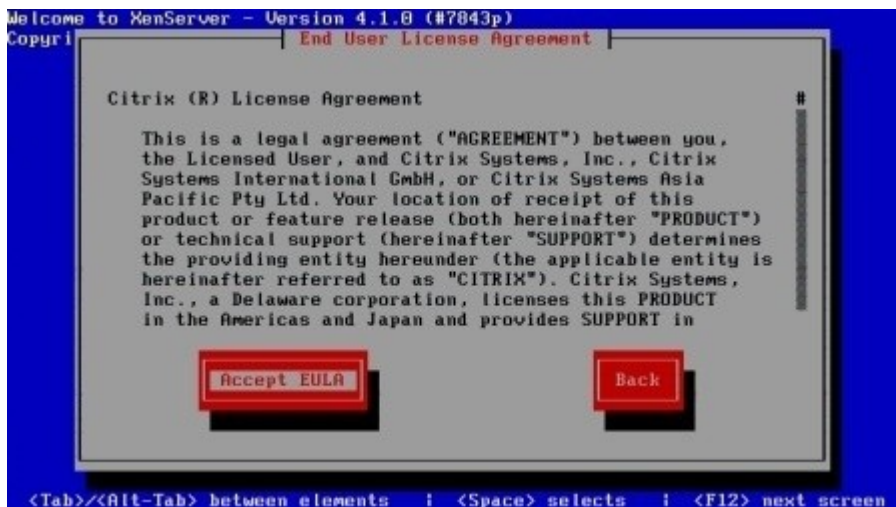 Welcome to XenServer - Version 4.1.0 (#7843p)
Copyri
End User License Agreement
Citrix (R) License Agreement
#
This is a legal agreement ("AGREEMENT") between you,
the Licensed User, and Citrix Systems, Inc., Citrix
Systems International GmbH, or Citrix Systems Asia
Pacific Pty Ltd. Your location of receipt of this
product or feature release (both hereinafter "PRODUCT")
or technical support (hereinafter "SUPPORT") determines
the providing entity hereunder (the applicable entity is
hereinafter referred to as "CITRIX"). Citrix Systems,
Inc., a Delaware corporation, licenses this PRODUCT
in the Americas and Japan and provides SUPPORT in
Accept EULA
Back
<Tab>/<Alt-Tab> between elements | <Space> selects | <F12> next screen